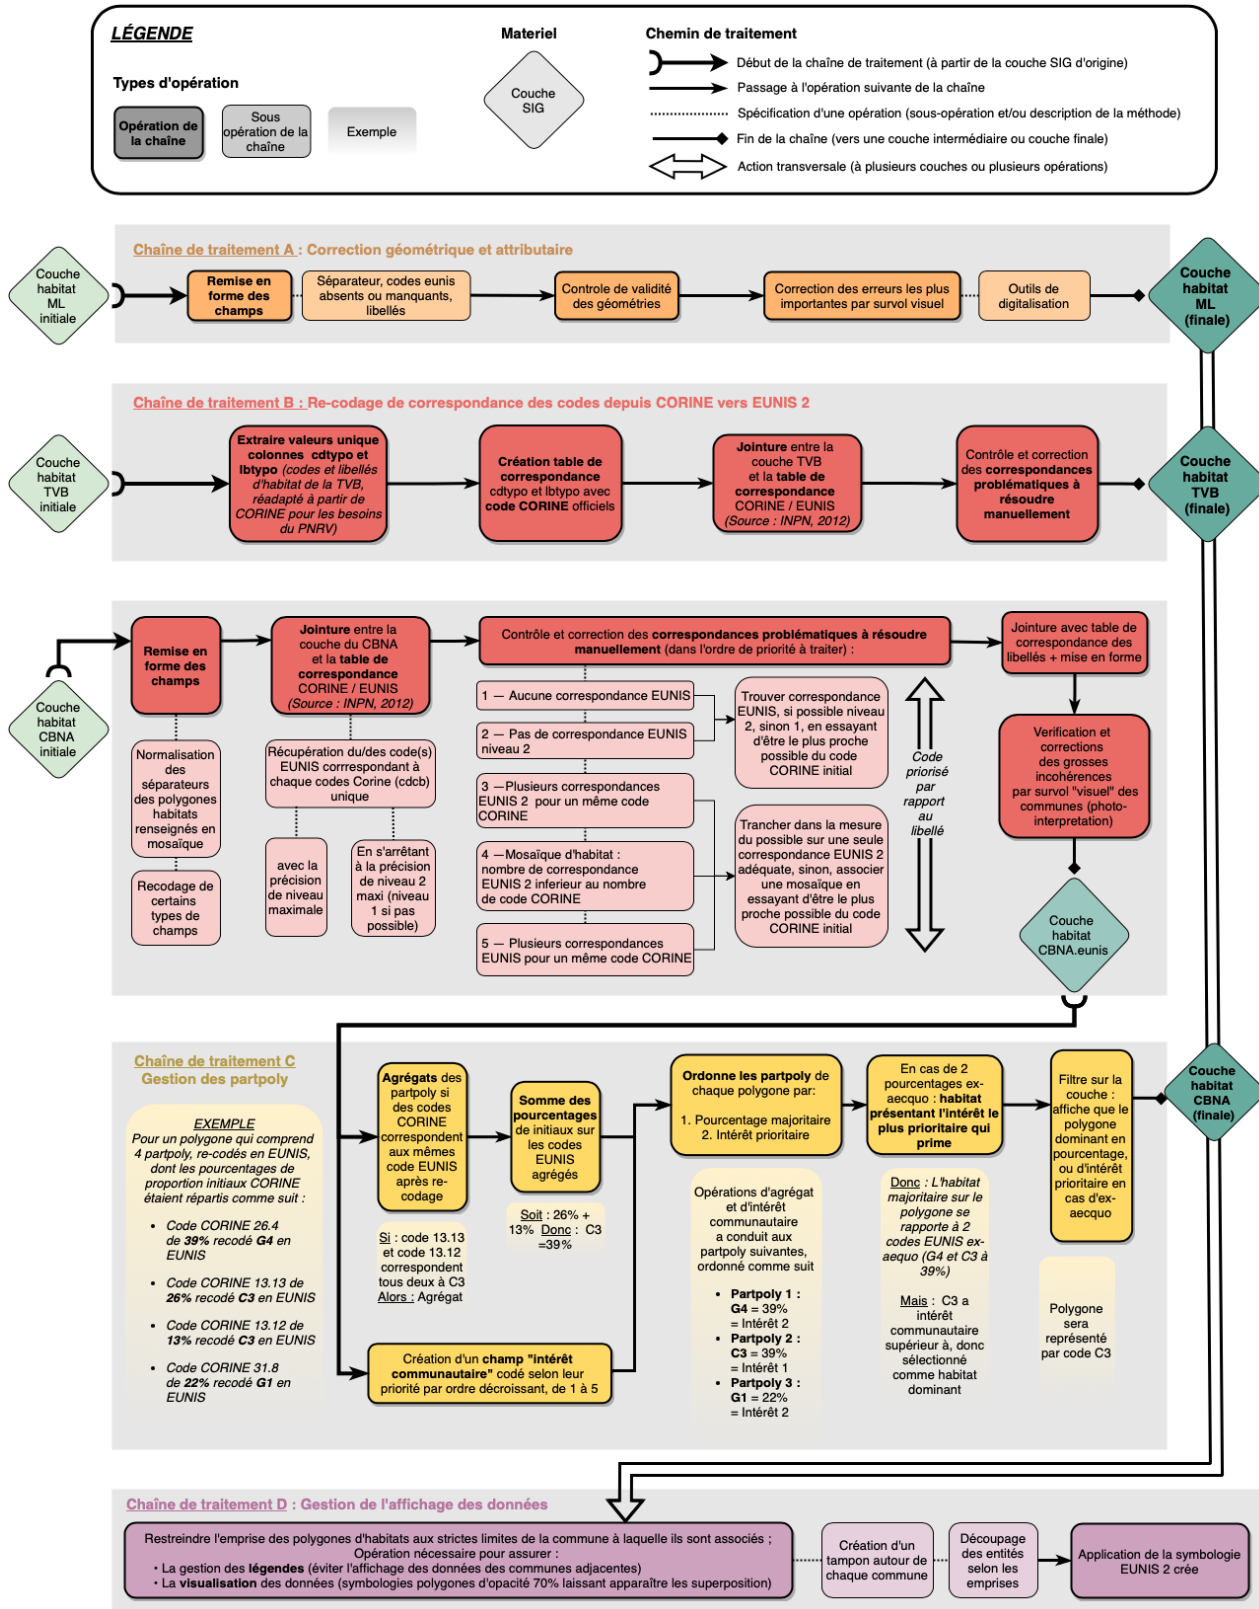 LÉGENDE
Types d'opération
Opération de
la chaîne
Sous
opération de la
chaîne
Exemple
Materiel
Couche
SIG
Chemin de traitement
Début de la chaîne de traitement (à partir de la couche SIG d'origine)
Passage à l'opération suivante de la chaîne
Spécification d'une opération (sous-opération et/ou description de la méthode)
Fin de la chaîne (vers une couche intermédiaire ou couche finale)
Action transversale (à plusieurs couches ou plusieurs opérations)
Chaîne de traitement A : Correction géométrique et attributaire
Couche
habitat
ML
initiale
Remise en
forme des
champs
Séparateur, codes eunis
absents ou manquants,
libellés
Controle de validité
des géométries
Correction des erreurs les plus
importantes par survol visuel
Outils de
digitalisation
Couche
habitat
ML
(finale)
Chaîne de traitement B : Re-codage de correspondance des codes depuis CORINE vers EUNIS 2
Couche
habitat
TVB
initiale
Extraire valeurs unique
colonnes cdtypo et
lbtypo (codes et libellés
d'habitat de la TVB,
réadapté à partir de
CORINE pour les besoins
du PNRV)
Création table de
correspondance
cdtypo et lbtypo avec
code CORINE officiels
Jointure entre la
couche TVB
et la table de
correspondance
CORINE / EUNIS
(Source : INPN, 2012)
Contrôle et correction
des correspondances
problématiques à
résoudre
manuellement
Couche
habitat
TVB
(finale)
Couche
habitat
CBNA
initiale
Remise en
forme des
champs
Normalisation
des
séparateurs
des polygones
habitats
renseignés en
mosaïque
Recodage de
certains
types de
champs
Jointure entre la
couche du CBNA
et la table de
correspondance
CORINE / EUNIS
(Source : INPN, 2012)
Récupération du/des code(s)
EUNIS corrrespondant à
chaque codes Corine (cdcb)
unique
avec la
précision
de niveau
maximale
En s'arrêtant
à la précision
de niveau 2
maxi (niveau
1 si pas
possible)
Contrôle et correction des correspondances problématiques à résoudre
manuellement (dans l'ordre de priorité à traiter) :
1 — Aucune correspondance EUNIS
2 – Pas de correspondance EUNIS
niveau 2
3 —Plusieurs correspondances
EUNIS 2 pour un même code
CORINE
4 —Mosaïque d'habitat :
nombre de correspondance
EUNIS 2 inferieur au nombre
de code CORINE
5 — Plusieurs correspondances
EUNIS pour un même code CORINE
Trouver correspondance
EUNIS, si possible niveau
2, sinon 1, en essayant
d'être le plus proche
possible du code
CORINE initial
Trancher dans la mesure
du possible sur une seule
correspondance EUNIS 2
adéquate, sinon, associer
une mosaïque en
essayant d'être le plus
proche possible du code
CORINE initial
Code
priorisé
par
rapport
au
libellé
Jointure avec table de
correspondance des
libellés + mise en forme
Verification et
corrections
des grosses
incohérences
par survol "visuel" des
communes (photo-
interpretation)
Couche
habitat
CBNA.eunis
Chaîne de traitement C
Gestion des partpoly
EXEMPLE
Pour un polygone qui comprend
4 partpoly, re-codés en EUNIS,
dont les pourcentages de
proportion initiaux CORINE
étaient répartis comme suit :
• Code CORINE 26.4
de 39% recodé G4 en
EUNIS
• Code CORINE 13.13 de
26% recodé C3 en EUNIS
• Code CORINE 13.12 de
13% recodé C3 en EUNIS
• Code CORINE 31.8
de 22% recodé G1 en
EUNIS
Agrégats des
partpoly si
des codes
CORINE
correspondent
aux mêmes
code EUNIS
après re-
codage
Si : code 13.13
et code 13.12
correspondent
tous deux à C3
Alors : Agrégat
Somme des
pourcentages
de initiaux sur
les codes
EUNIS
agrégés
Soit : 26% +
13% Donc : C3
=39%
Création d'un champ "intérêt
communautaire" codé selon leur
priorité par ordre décroissant, de 1 à 5
Ordonne les partpoly de
chaque polygone par:
1. Pourcentage majoritaire
2. Intérêt prioritaire
Opérations d'agrégat
et d'intérêt
communautaire
a conduit aux
partpoly suivantes,
ordonné comme suit
• Partpoly 1 :
G4 = 39%
= Intérêt 2
• Partpoly 2 :
C3 = 39%
= Intérêt 1
• Partpoly 3 :
G1 = 22%
= Intérêt 2
En cas de 2
pourcentages ex-
aecquo : habitat
présentant l'intérêt le
plus prioritaire qui
prime
Donc : L'habitat
majoritaire sur le
polygone se
rapporte à 2
codes EUNIS ex-
aequo (G4 et C3 à
39%)
Mais : C3 a
intérêt
communautaire
supérieur à, donc
sélectionné
comme habitat
dominant
Filtre sur la
couche :
affiche que le
polygone
dominant en
pourcentage,
ou d'intérêt
prioritaire en
cas d'ex-
aecquo
Polygone
sera
représenté
par code C3
Couche
habitat
CBNA
(finale)
Chaîne de traitement D : Gestion de l'affichage des données
Restreindre l'emprise des polygones d'habitats aux strictes limites de la commune à laquelle ils sont associés ;
Opération nécessaire pour assurer :
• La gestion des légendes (éviter l'affichage des données des communes adjacentes)
• La visualisation des données (symbologies polygones d'opacité 70% laissant apparaître les superposition)
Création d'un
tampon autour de
chaque commune
Découpage
des entités
selon les
emprises
Application de la symbologie
EUNIS 2 crée